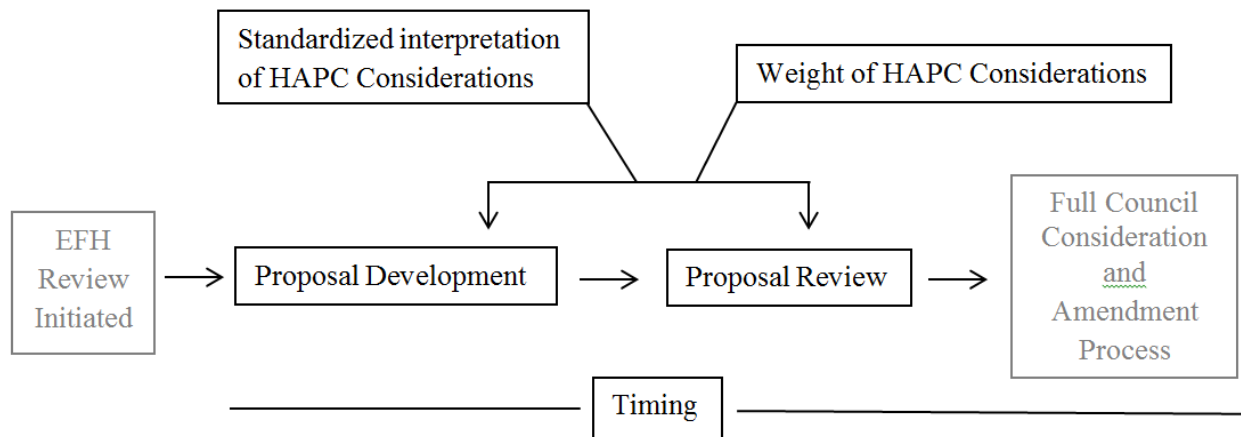 Standardized interpretation
of HAPC Considerations
Weight of HAPC Considerations
EFH
Review
Initiated
Proposal Development
Proposal Review
Full Council
Consideration
and
Amendment
Process
Timing